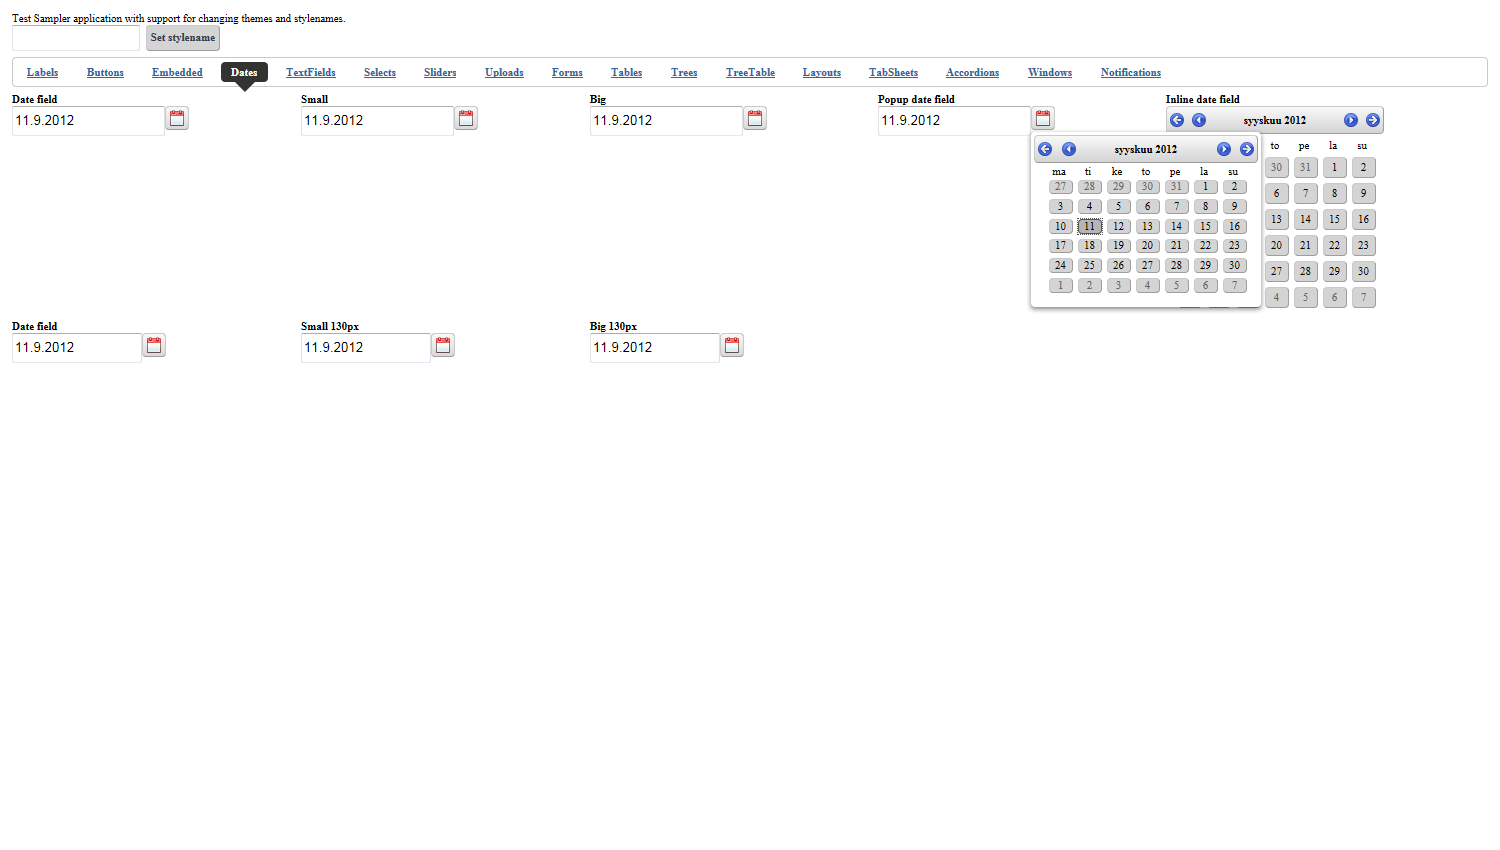 Test Sampler application with support for changing themes and stylenames.
Set stylename
Labels Buttons Embedded Dates TextFields Selects Sliders Uploads Forms Tables Trees TreeTable Layouts TabSheets Accordions Windows Notifications
Date field Small Big Popup date field Inline date field
11.9.2012 11.9.2012 11.9.2012 11.9.2012
syyskuu 2012
to pe la su
30 31 1 2
6 7 8 9
13 14 15 16
20 21 22 23
27 28 29 30
4 5 6 7
syyskuu 2012
ma ti ke to pe la su
27 28 29 30 31 1 2
3 4 5 6 7 8 9
10 11 12 13 14 15 16
17 18 19 20 21 22 23
24 25 26 27 28 29 30
1 2 3 4 5 6 7
Date field Small 130px Big 130px
11.9.2012 11.9.2012 11.9.2012